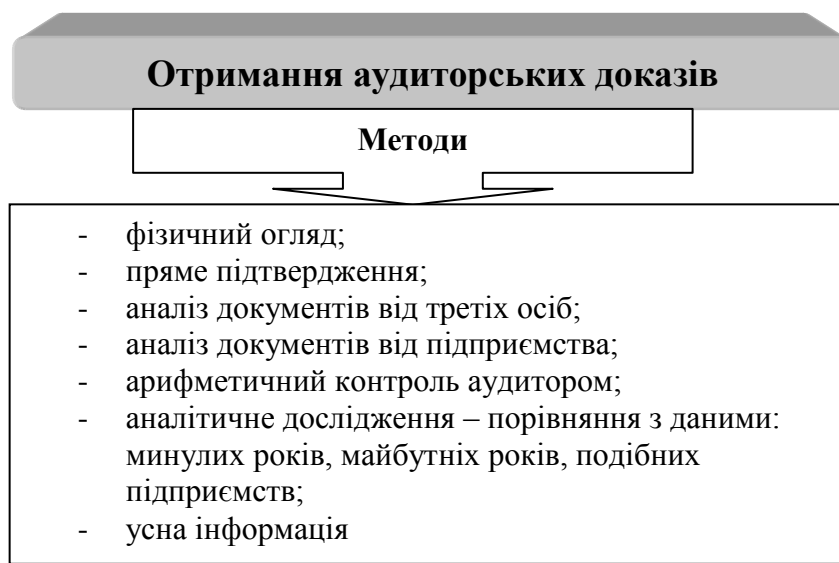 Отримання аудиторських доказів
Методи
- фізичний огляд;
- пряме підтвердження;
- аналіз документів від третіх осіб;
- аналіз документів від підприємства;
- арифметичний контроль аудитором;
- аналітичне дослідження – порівняння з даними:
минулих років, майбутніх років, подібних
підприємств;
- усна інформація